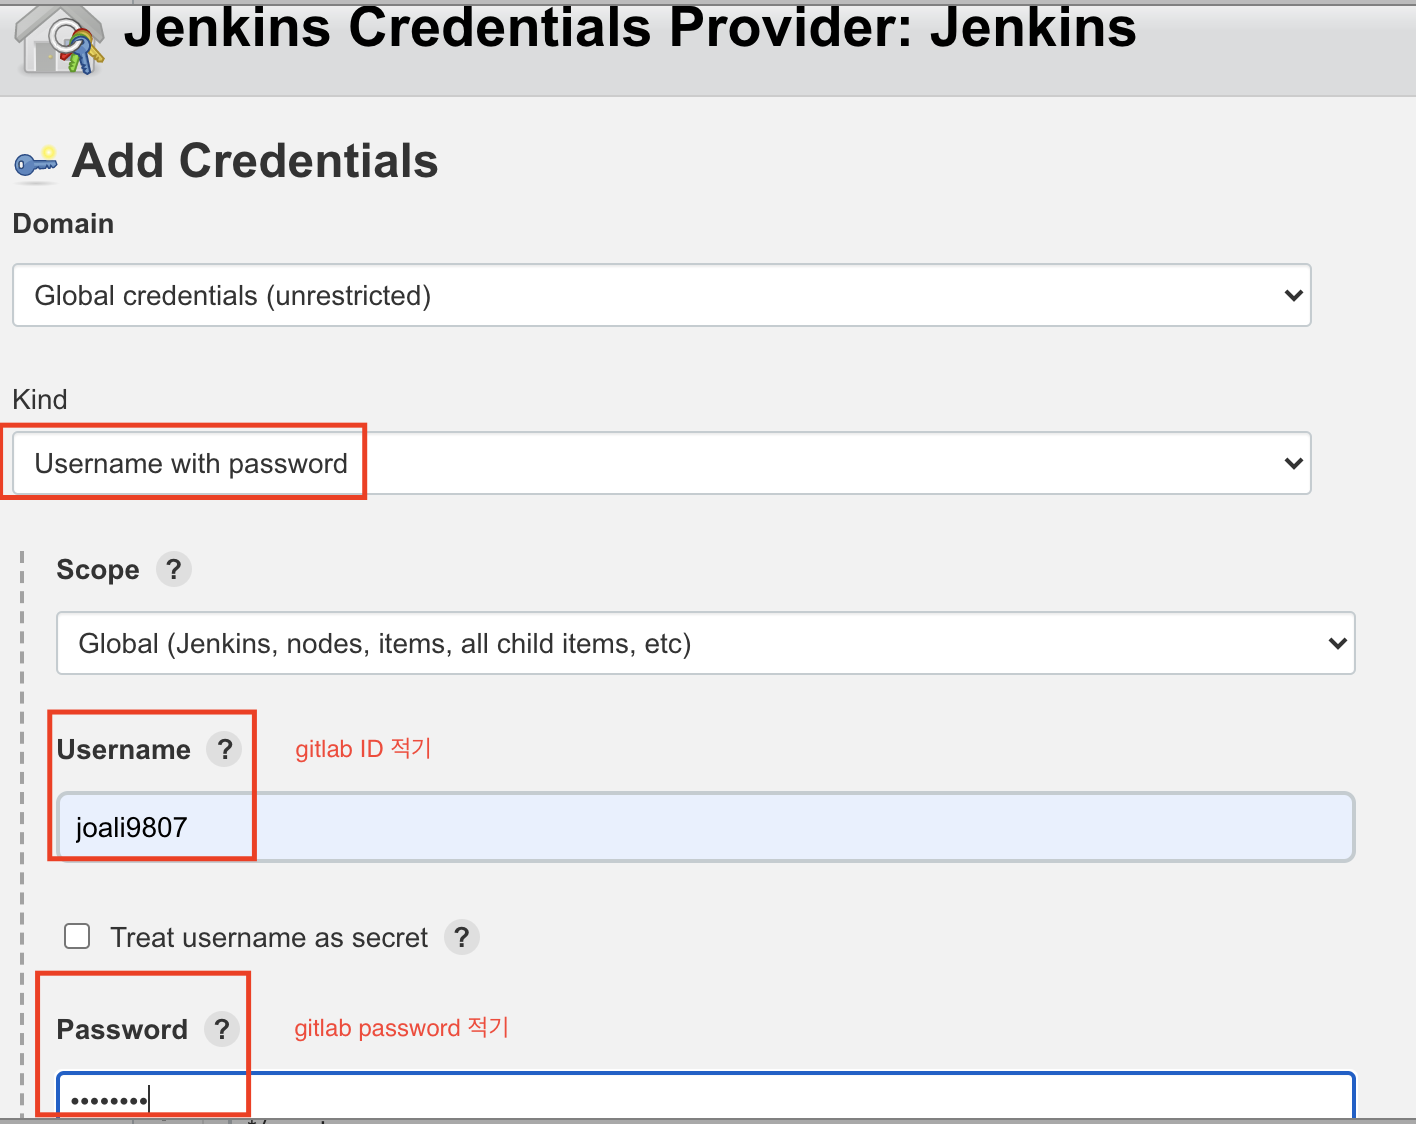 Jenkins Credentials Provider: Jenkins
Add Credentials
Domain
Global credentials (unrestricted)
Kind
Username with password
Scope ?
Global (Jenkins, nodes, items, all child items, etc)
Username ? gitlab ID 적기
joali9807
Treat username as secret ?
Password ? gitlab password 적기
••••••••